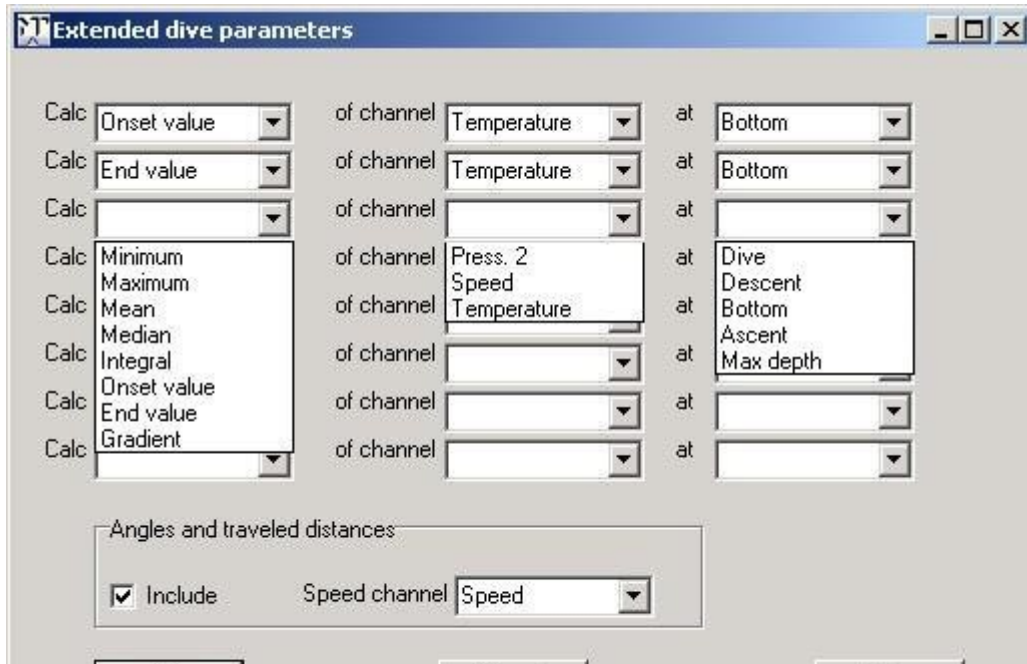 Extended dive parameters
Calc Onset value of channel Temperature at Bottom
Calc End value of channel Temperature at Bottom
Calc of channel at
Calc Minimum of channel Press. 2 at Dive
Maximum Speed Descent
Calc Mean of channel Temperature at Bottom
Median Ascent
Calc Integral of channel at Max depth
Onset value
Calc End value of channel at
Gradient
Calc of channel at
Angles and traveled distances
Include Speed channel Speed